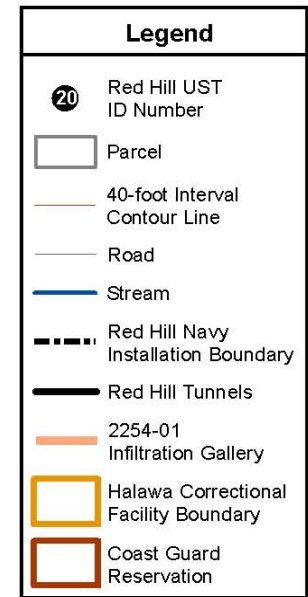 Legend
20 Red Hill UST
ID Number
Parcel
40-foot Interval
Contour Line
Road
Stream
Red Hill Navy
Installation Boundary
Red Hill Tunnels
2254-01
Infiltration Gallery
Halawa Correctional
Facility Boundary
Coast Guard
Reservation